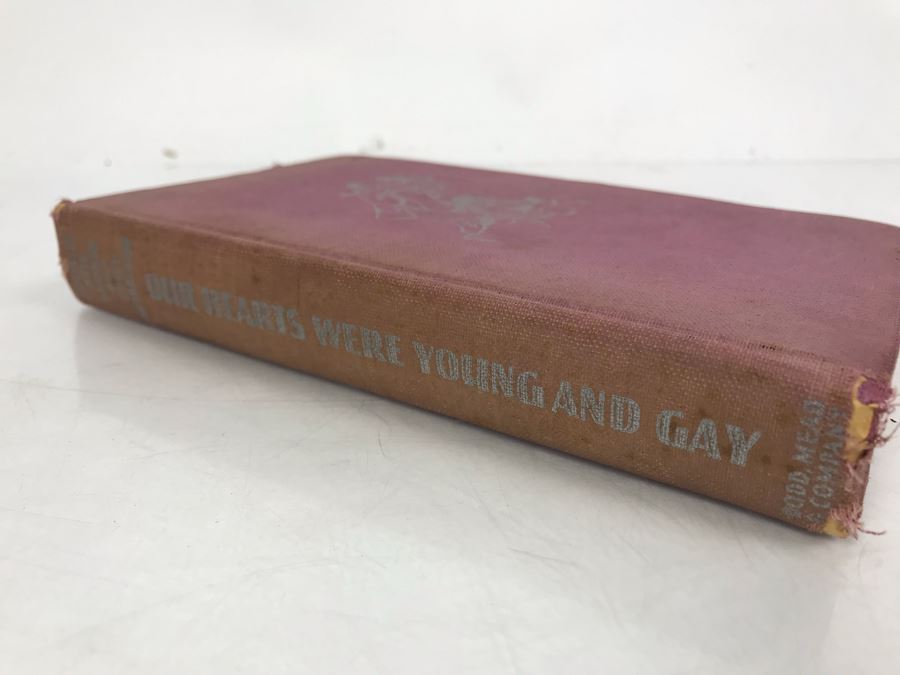 OUR HEARTS WERE YOUNG AND GAY
DODD, MEAD
& COMPANY